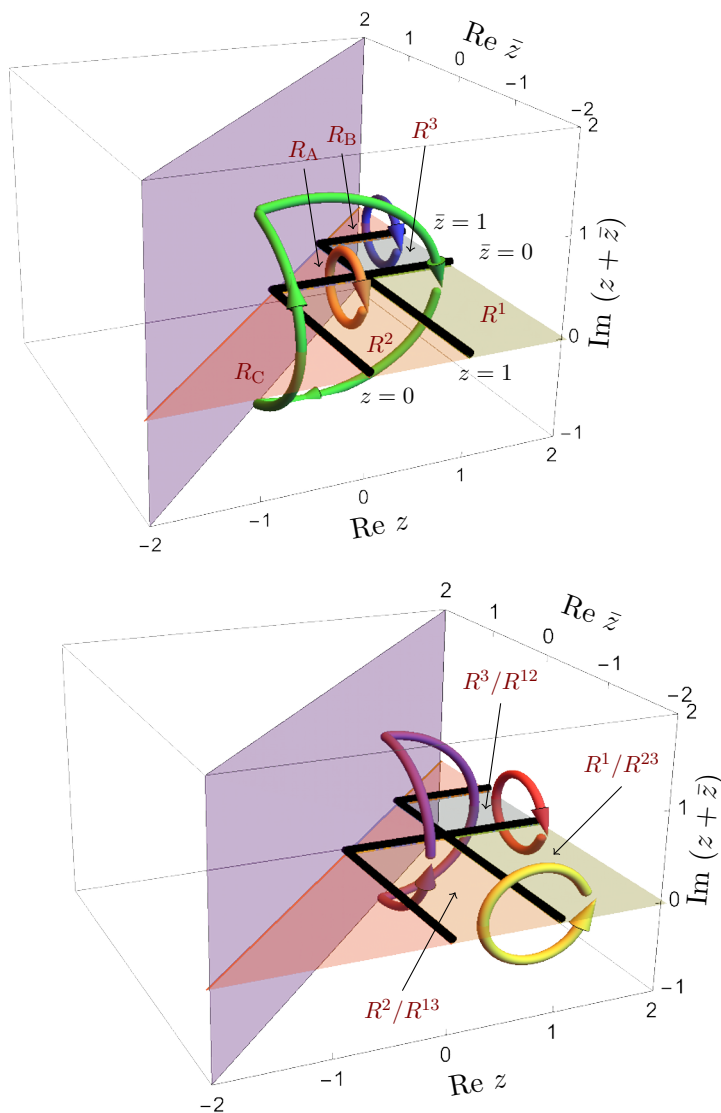 2
1
Re z̄
0
−1
−2
2
R_B
R^3
R_A
z̄ = 1
z̄ = 0
1
Im (z + z̄)
R^1
0
R^2
R_C
z = 1
z = 0
−1
2
1
0
−1
Re z
−2
2
1
Re z̄
0
−1
−2
2
R^3/R^12
R^1/R^23
1
Im (z + z̄)
0
−1
R^2/R^13
2
1
0
−1
Re z
−2